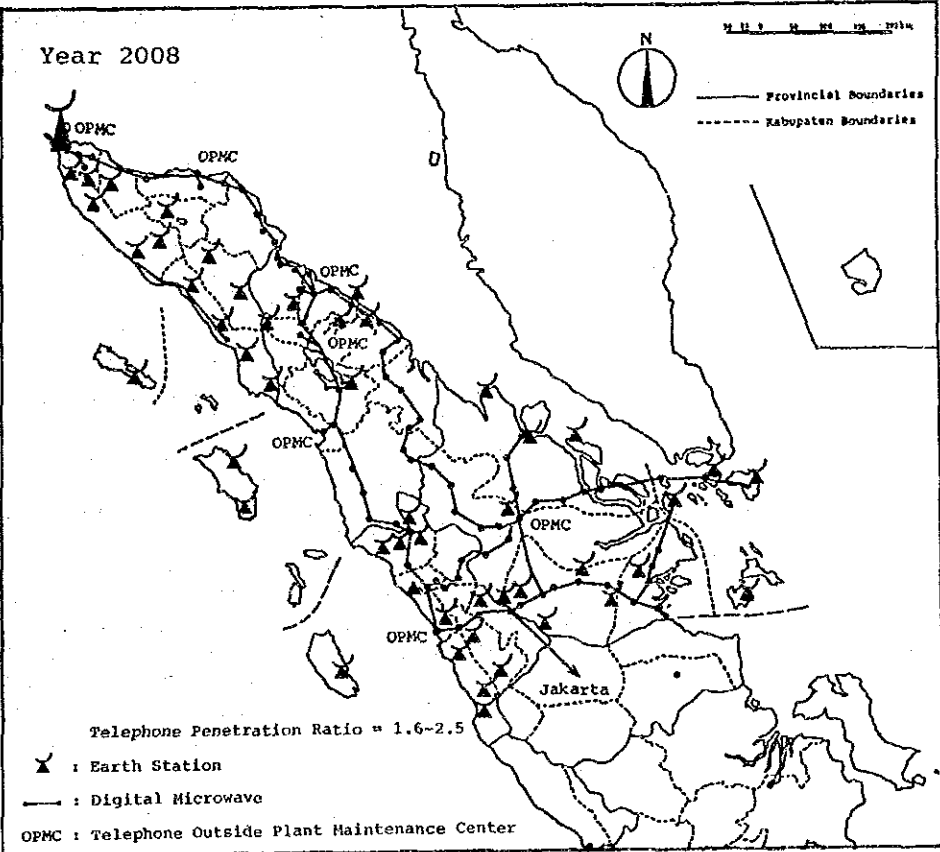 Year 2008
N
Provincial Boundaries
Kabupaten Boundaries
OPMC
OPMC
OPMC
OPMC
OPMC
OPMC
OPMC
Jakarta
Telephone Penetration Ratio = 1.6~2.5
: Earth Station
: Digital Microwave
OPMC : Telephone Outside Plant Maintenance Center